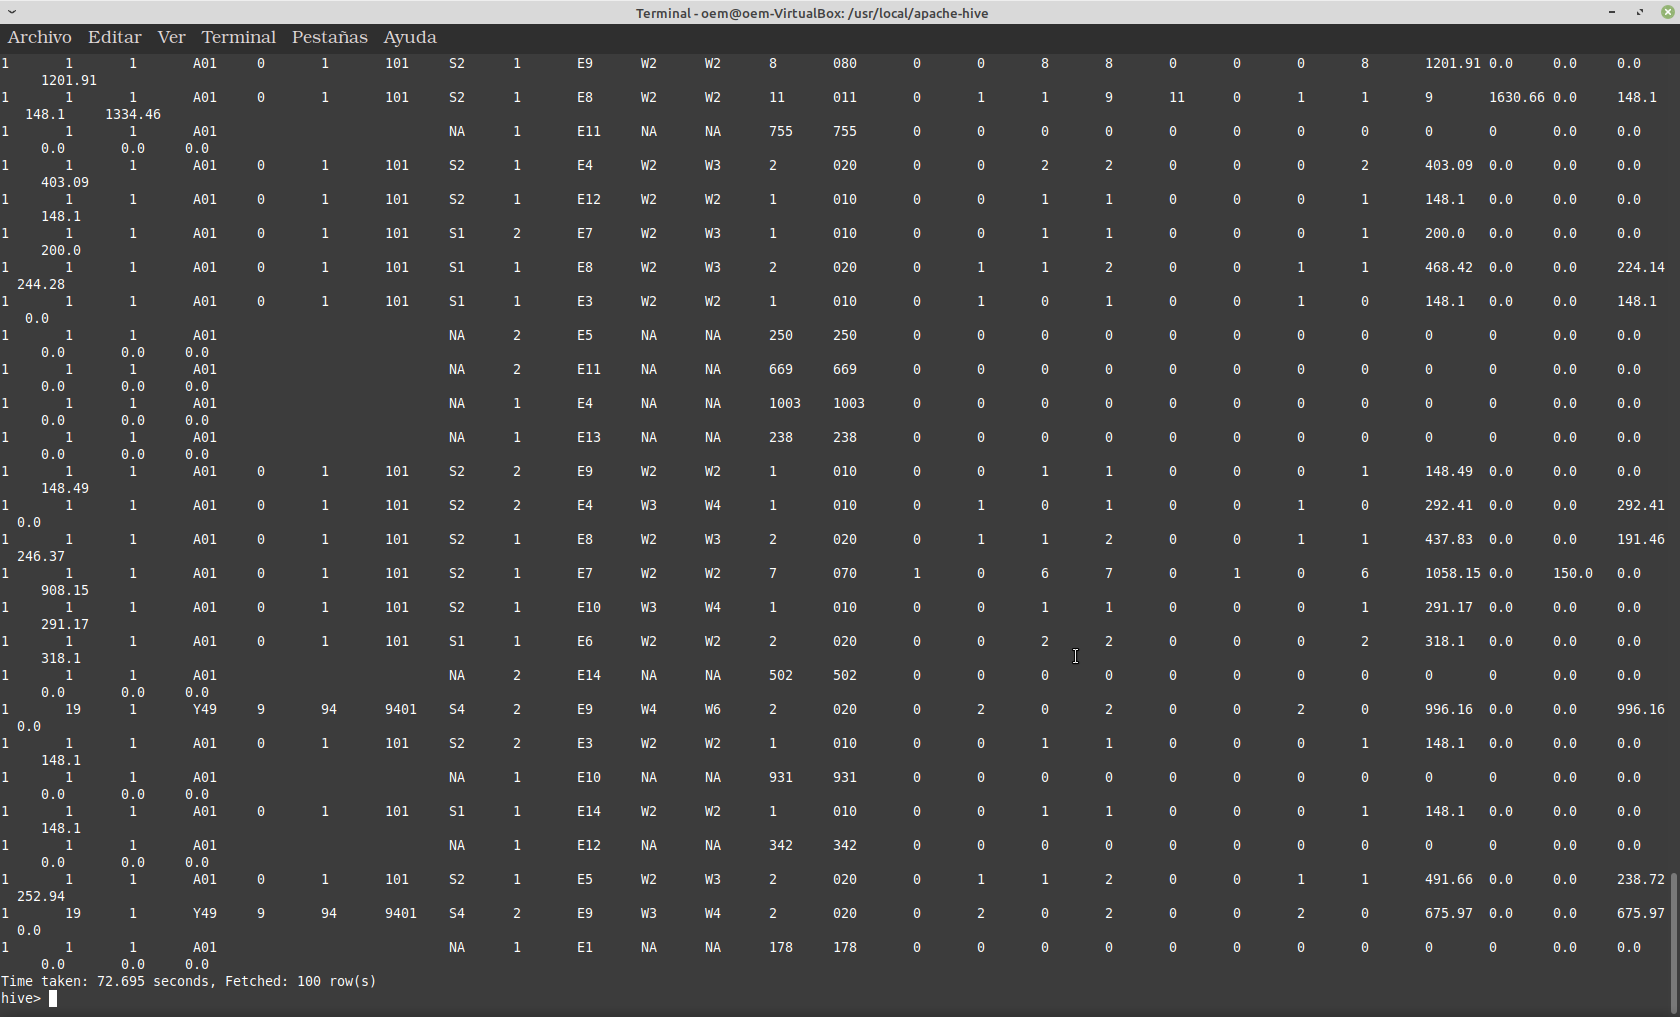 Terminal - oem@oem-VirtualBox: /usr/local/apache-hive
Archivo Editar Ver Terminal Pestañas Ayuda
1 1 1 A01 0 1 101 S2 1 E9 W2 W2 8 080 0 0 8 8 0 0 0 8 1201.91 0.0 0.0 0.0
1201.91
1 1 1 A01 0 1 101 S2 1 E8 W2 W2 11 011 0 1 1 9 11 0 1 1 9 1630.66 0.0 148.1
148.1 1334.46
1 1 1 A01 NA 1 E11 NA NA 755 755 0 0 0 0 0 0 0 0 0 0 0.0 0.0
0.0 0.0 0.0
1 1 1 A01 0 1 101 S2 1 E4 W2 W3 2 020 0 0 2 2 0 0 0 2 403.09 0.0 0.0 0.0
403.09
1 1 1 A01 0 1 101 S2 1 E12 W2 W2 1 010 0 0 1 1 0 0 0 1 148.1 0.0 0.0 0.0
148.1
1 1 1 A01 0 1 101 S1 2 E7 W2 W3 1 010 0 0 1 1 0 0 0 1 200.0 0.0 0.0 0.0
200.0
1 1 1 A01 0 1 101 S1 1 E8 W2 W3 2 020 0 1 1 2 0 0 1 1 468.42 0.0 0.0 224.14
244.28
1 1 1 A01 0 1 101 S1 1 E3 W2 W2 1 010 0 1 0 1 0 0 1 0 148.1 0.0 0.0 148.1
0.0
1 1 1 A01 NA 2 E5 NA NA 250 250 0 0 0 0 0 0 0 0 0 0 0.0 0.0
0.0 0.0 0.0
1 1 1 A01 NA 2 E11 NA NA 669 669 0 0 0 0 0 0 0 0 0 0 0.0 0.0
0.0 0.0 0.0
1 1 1 A01 NA 1 E4 NA NA 1003 1003 0 0 0 0 0 0 0 0 0 0 0.0 0.0
0.0 0.0 0.0
1 1 1 A01 NA 1 E13 NA NA 238 238 0 0 0 0 0 0 0 0 0 0 0.0 0.0
0.0 0.0 0.0
1 1 1 A01 0 1 101 S2 2 E9 W2 W2 1 010 0 0 1 1 0 0 0 1 148.49 0.0 0.0 0.0
148.49
1 1 1 A01 0 1 101 S2 2 E4 W3 W4 1 010 0 1 0 1 0 0 1 0 292.41 0.0 0.0 292.41
0.0
1 1 1 A01 0 1 101 S2 1 E8 W2 W3 2 020 0 1 1 2 0 0 1 1 437.83 0.0 0.0 191.46
246.37
1 1 1 A01 0 1 101 S2 1 E7 W2 W2 7 070 1 0 6 7 0 1 0 6 1058.15 0.0 150.0 0.0
908.15
1 1 1 A01 0 1 101 S2 1 E10 W3 W4 1 010 0 0 1 1 0 0 0 1 291.17 0.0 0.0 0.0
291.17
1 1 1 A01 0 1 101 S1 1 E6 W2 W2 2 020 0 0 2 2 0 0 0 2 318.1 0.0 0.0 0.0
318.1
1 1 1 A01 NA 2 E14 NA NA 502 502 0 0 0 0 0 0 0 0 0 0 0.0 0.0
0.0 0.0 0.0
1 19 1 Y49 9 94 9401 S4 2 E9 W4 W6 2 020 0 2 0 2 0 0 2 0 996.16 0.0 0.0 996.16
0.0
1 1 1 A01 0 1 101 S2 2 E3 W2 W2 1 010 0 0 1 1 0 0 0 1 148.1 0.0 0.0 0.0
148.1
1 1 1 A01 NA 1 E10 NA NA 931 931 0 0 0 0 0 0 0 0 0 0 0.0 0.0
0.0 0.0 0.0
1 1 1 A01 0 1 101 S1 1 E14 W2 W2 1 010 0 0 1 1 0 0 0 1 148.1 0.0 0.0 0.0
148.1
1 1 1 A01 NA 1 E12 NA NA 342 342 0 0 0 0 0 0 0 0 0 0 0.0 0.0
0.0 0.0 0.0
1 1 1 A01 0 1 101 S2 1 E5 W2 W3 2 020 0 1 1 2 0 0 1 1 491.66 0.0 0.0 238.72
252.94
1 19 1 Y49 9 94 9401 S4 2 E9 W3 W4 2 020 0 2 0 2 0 0 2 0 675.97 0.0 0.0 675.97
0.0
1 1 1 A01 NA 1 E1 NA NA 178 178 0 0 0 0 0 0 0 0 0 0 0.0 0.0
0.0 0.0 0.0
Time taken: 72.695 seconds, Fetched: 100 row(s)
hive>